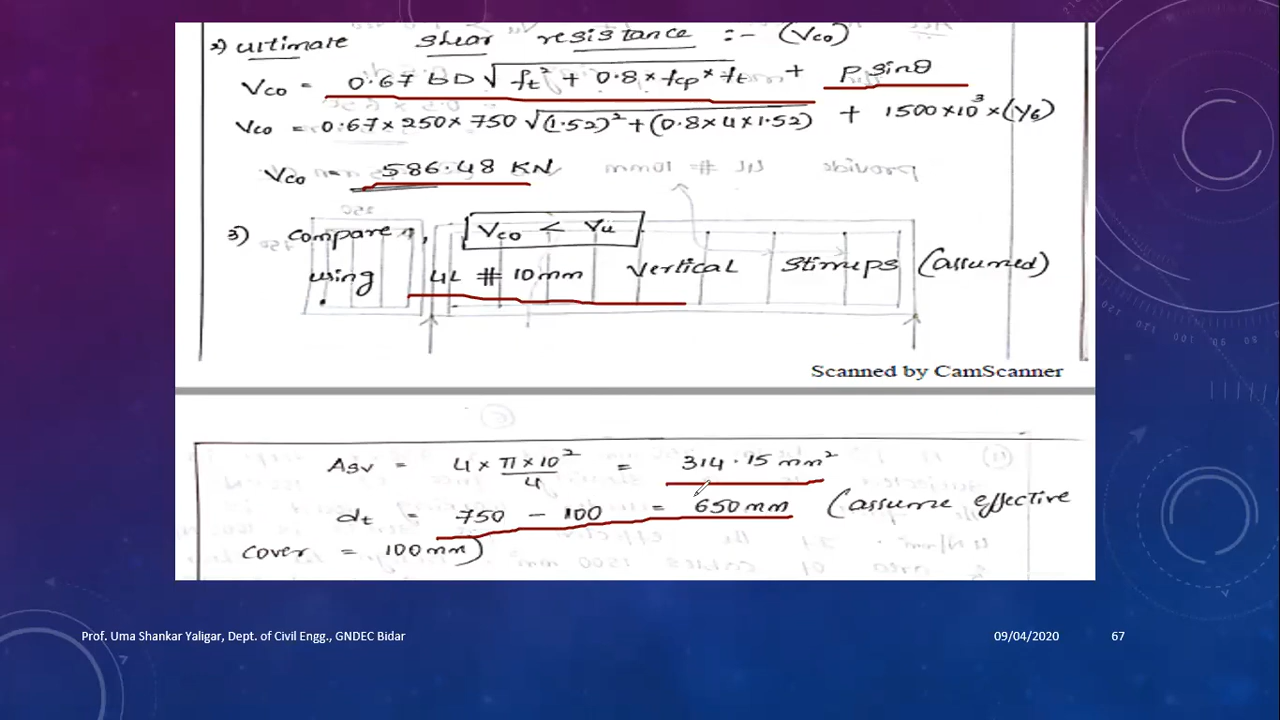 2) ultimate shear resistance :- (Vco)
Vco = 0.67 bD √ft² + 0.8 × fcp × ft + P sinθ
Vco = 0.67 × 250 × 750 √(1.52)² + (0.8 × 4 × 1.52) + 1500 × 10³ × (1/6)
Vco = 586.48 KN
3) compare, Vco < Vu
using 4L # 10mm vertical stirrups (assumed)
Scanned by CamScanner
Asv = 4 × π × 10²/4 = 314.15 mm²
dt = 750 - 100 = 650 mm (assume effective
cover = 100 mm)
Prof. Uma Shankar Yaligar, Dept. of Civil Engg., GNDEC Bidar 09/04/2020 67